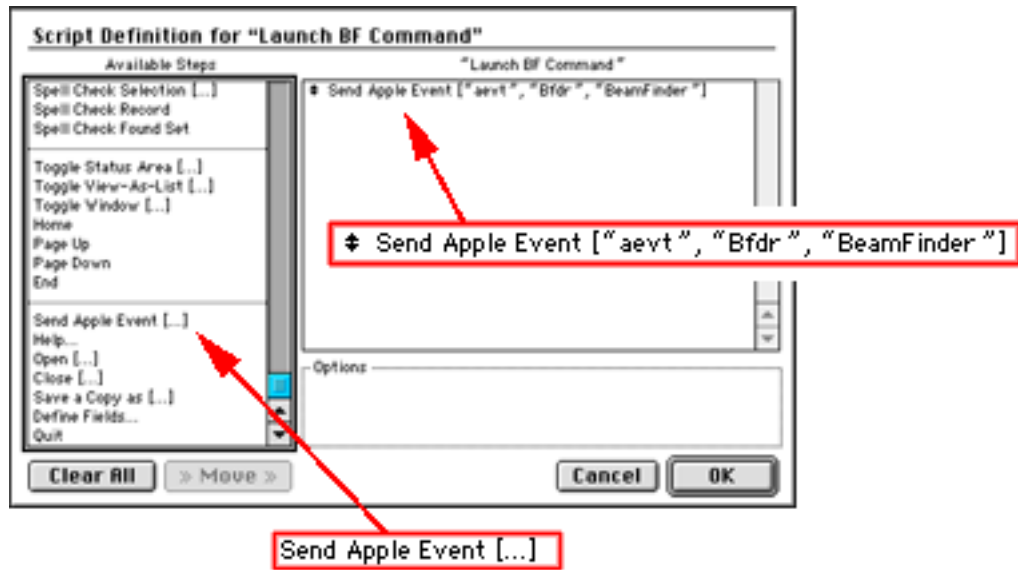 Script Definition for "Launch BF Command"
Available Steps
Spell Check Selection [...]
Spell Check Record
Spell Check Found Set
Toggle Status Area [...]
Toggle View-As-List [...]
Toggle Window [...]
Home
Page Up
Page Down
End
Send Apple Event [...]
Help...
Open [...]
Close [...]
Save a Copy as [...]
Define Fields...
Quit
"Launch BF Command"
Send Apple Event ["aevt", "Bfdr", "BeamFinder"]
Send Apple Event ["aevt", "Bfdr", "BeamFinder"]
Options
Clear All
» Move »
Cancel
OK
Send Apple Event [...]